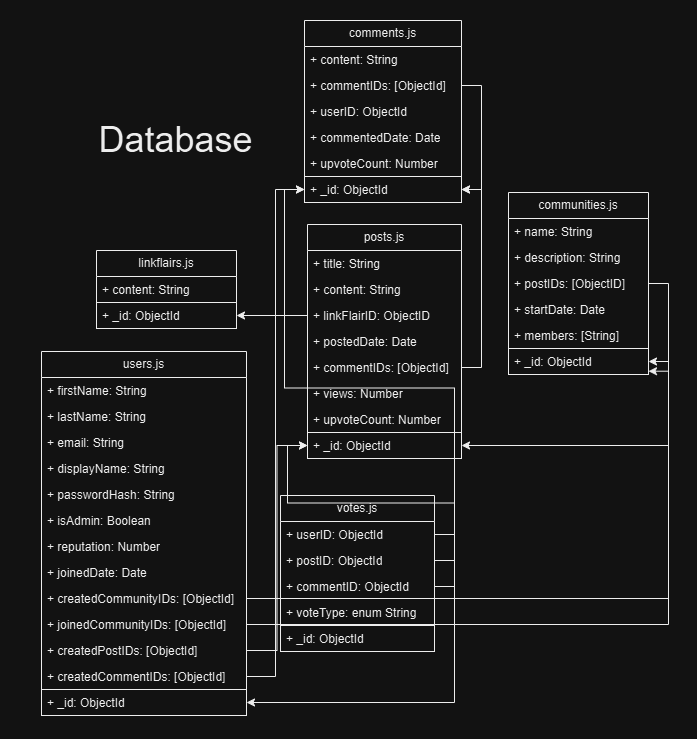 Database
comments.js
+ content: String
+ commentIDs: [ObjectId]
+ userID: ObjectId
+ commentedDate: Date
+ upvoteCount: Number
+ _id: ObjectId
communities.js
+ name: String
+ description: String
+ postIDs: [ObjectID]
+ startDate: Date
+ members: [String]
+ _id: ObjectId
posts.js
+ title: String
+ content: String
+ linkFlairID: ObjectID
+ postedDate: Date
+ commentIDs: [ObjectId]
+ views: Number
+ upvoteCount: Number
+ _id: ObjectId
linkflairs.js
+ content: String
+ _id: ObjectId
users.js
+ firstName: String
+ lastName: String
+ email: String
+ displayName: String
+ passwordHash: String
+ isAdmin: Boolean
+ reputation: Number
+ joinedDate: Date
+ createdCommunityIDs: [ObjectId]
+ joinedCommunityIDs: [ObjectId]
+ createdPostIDs: [ObjectId]
+ createdCommentIDs: [ObjectId]
+ _id: ObjectId
votes.js
+ userID: ObjectId
+ postID: ObjectId
+ commentID: ObjectId
+ voteType: enum String
+ _id: ObjectId